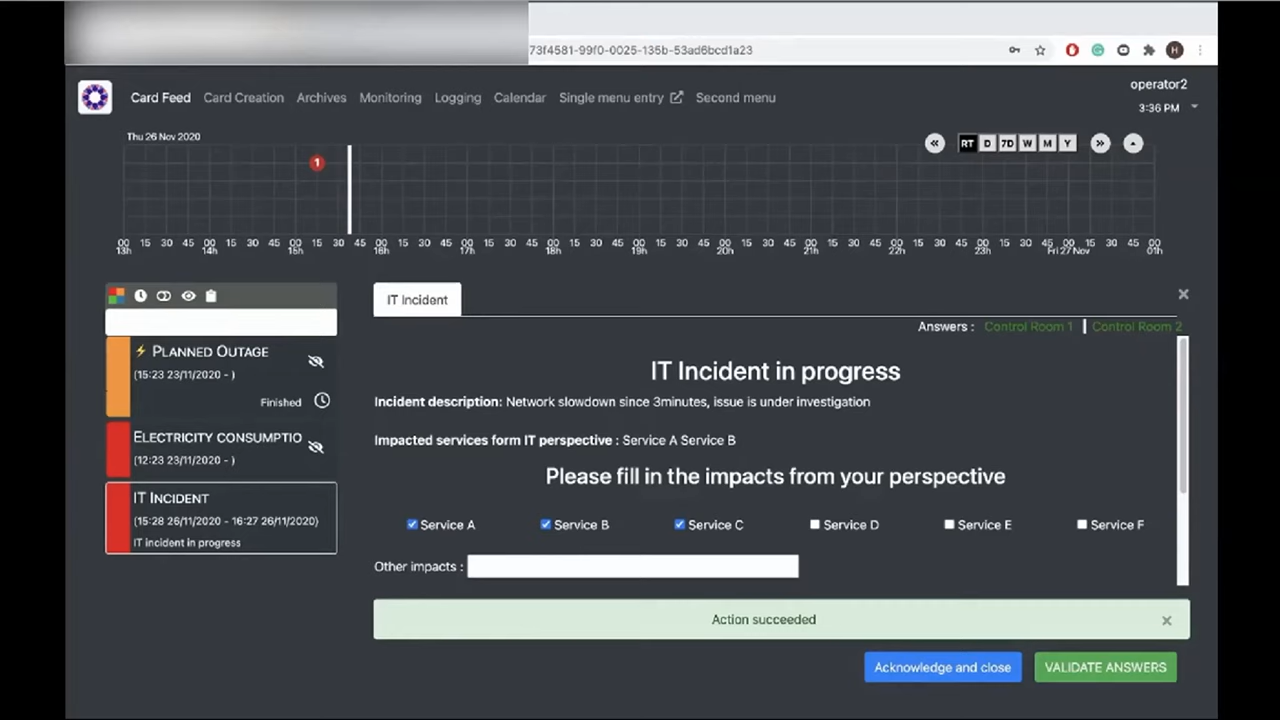 73f4581-99f0-0025-135b-53ad6bcd1a23
H
operator2
Card Feed Card Creation Archives Monitoring Logging Calendar Single menu entry Second menu
3:36 PM
Thu 26 Nov 2020
« RT D 7D W M Y »
1
00 15 30 45 00 15 30 45 00 15 30 45 00 15 30 45 00 15 30 45 00 15 30 45 00 15 30 45 00 15 30 45 00 15 30 45 00 15 30 45 00 15 30 45 00 15 30 45 00
13h 14h 15h 16h 17h 18h 19h 20h 21h 22h 23h Fri 27 Nov 01h
IT Incident ×
Answers : Control Room 1 | Control Room 2
PLANNED OUTAGE
(15:23 23/11/2020 - )
Finished
ELECTRICITY CONSUMPTIO
(12:23 23/11/2020 - )
IT INCIDENT
(15:28 26/11/2020 - 16:27 26/11/2020)
IT incident in progress
IT Incident in progress
Incident description: Network slowdown since 3minutes, issue is under investigation
Impacted services form IT perspective : Service A Service B
Please fill in the impacts from your perspective
Service A Service B Service C Service D Service E Service F
Other impacts :
Action succeeded ×
Acknowledge and close VALIDATE ANSWERS